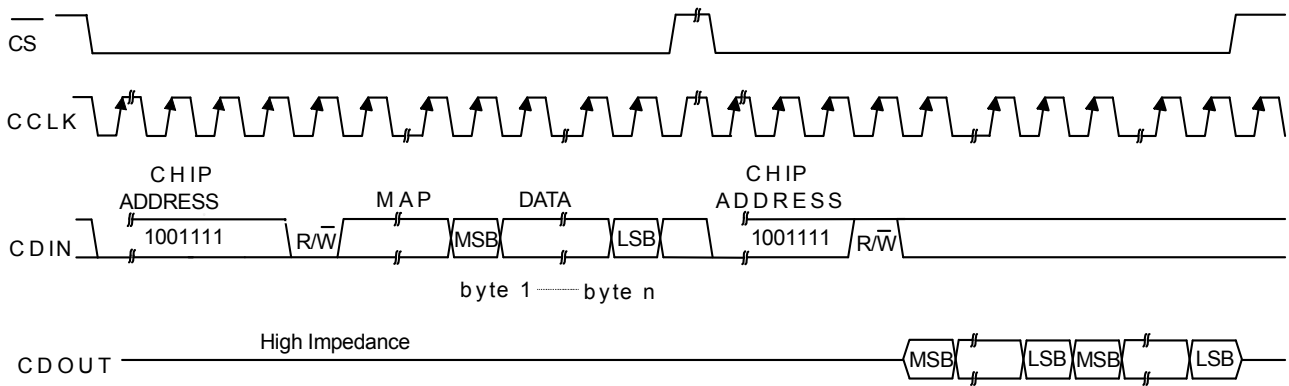 CS
CCLK
CHIP
ADDRESS
MAP
DATA
CHIP
ADDRESS
CDIN
1001111
R/W
MSB
LSB
1001111
R/W
byte 1
byte n
CDOUT
High Impedance
MSB
LSB
MSB
LSB